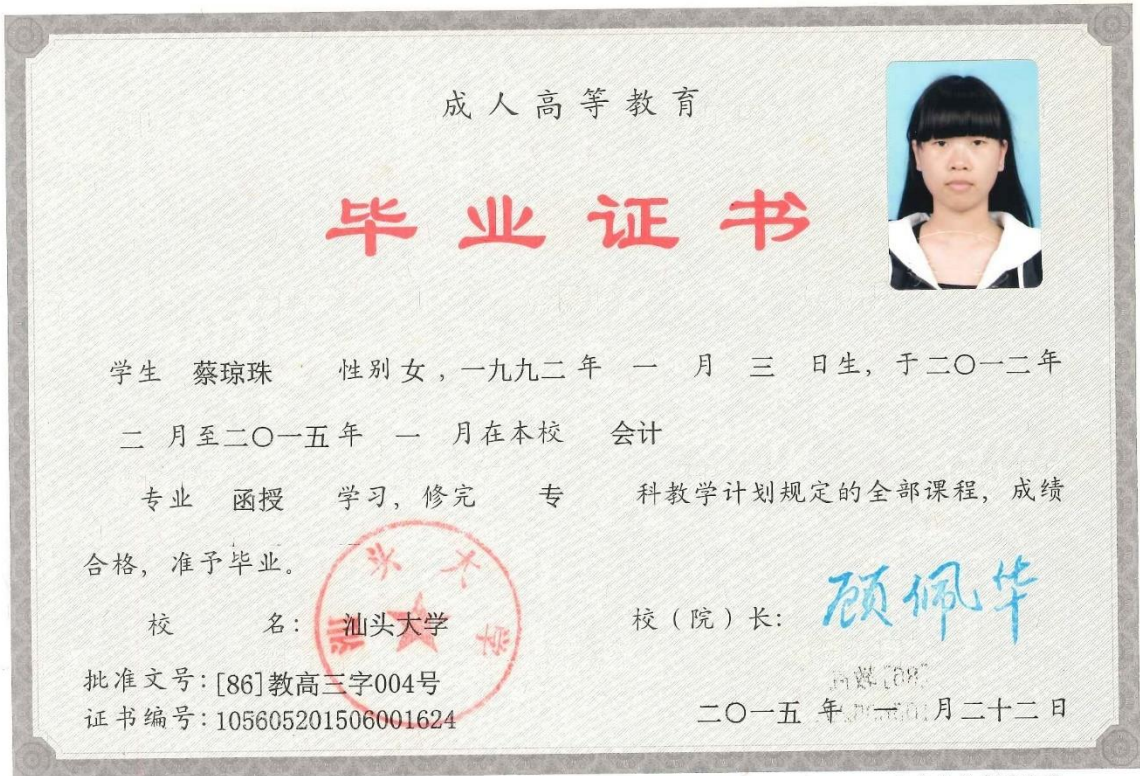 成人高等教育
毕业证书
学生 蔡琼珠 性别 女 ，一九九二 年 一 月 三 日生，于二〇一二年
二 月至二〇一五 年 一 月在本校 会计
专业 函授 学习，修完 专 科教学计划规定的全部课程，成绩
合格，准予毕业。
校 名： 汕头大学 校（院）长： 顾佩华
汕头大学
批准文号：[86]教高三字004号
证书编号：105605201506001624 二〇一五 年 一 月二十二日